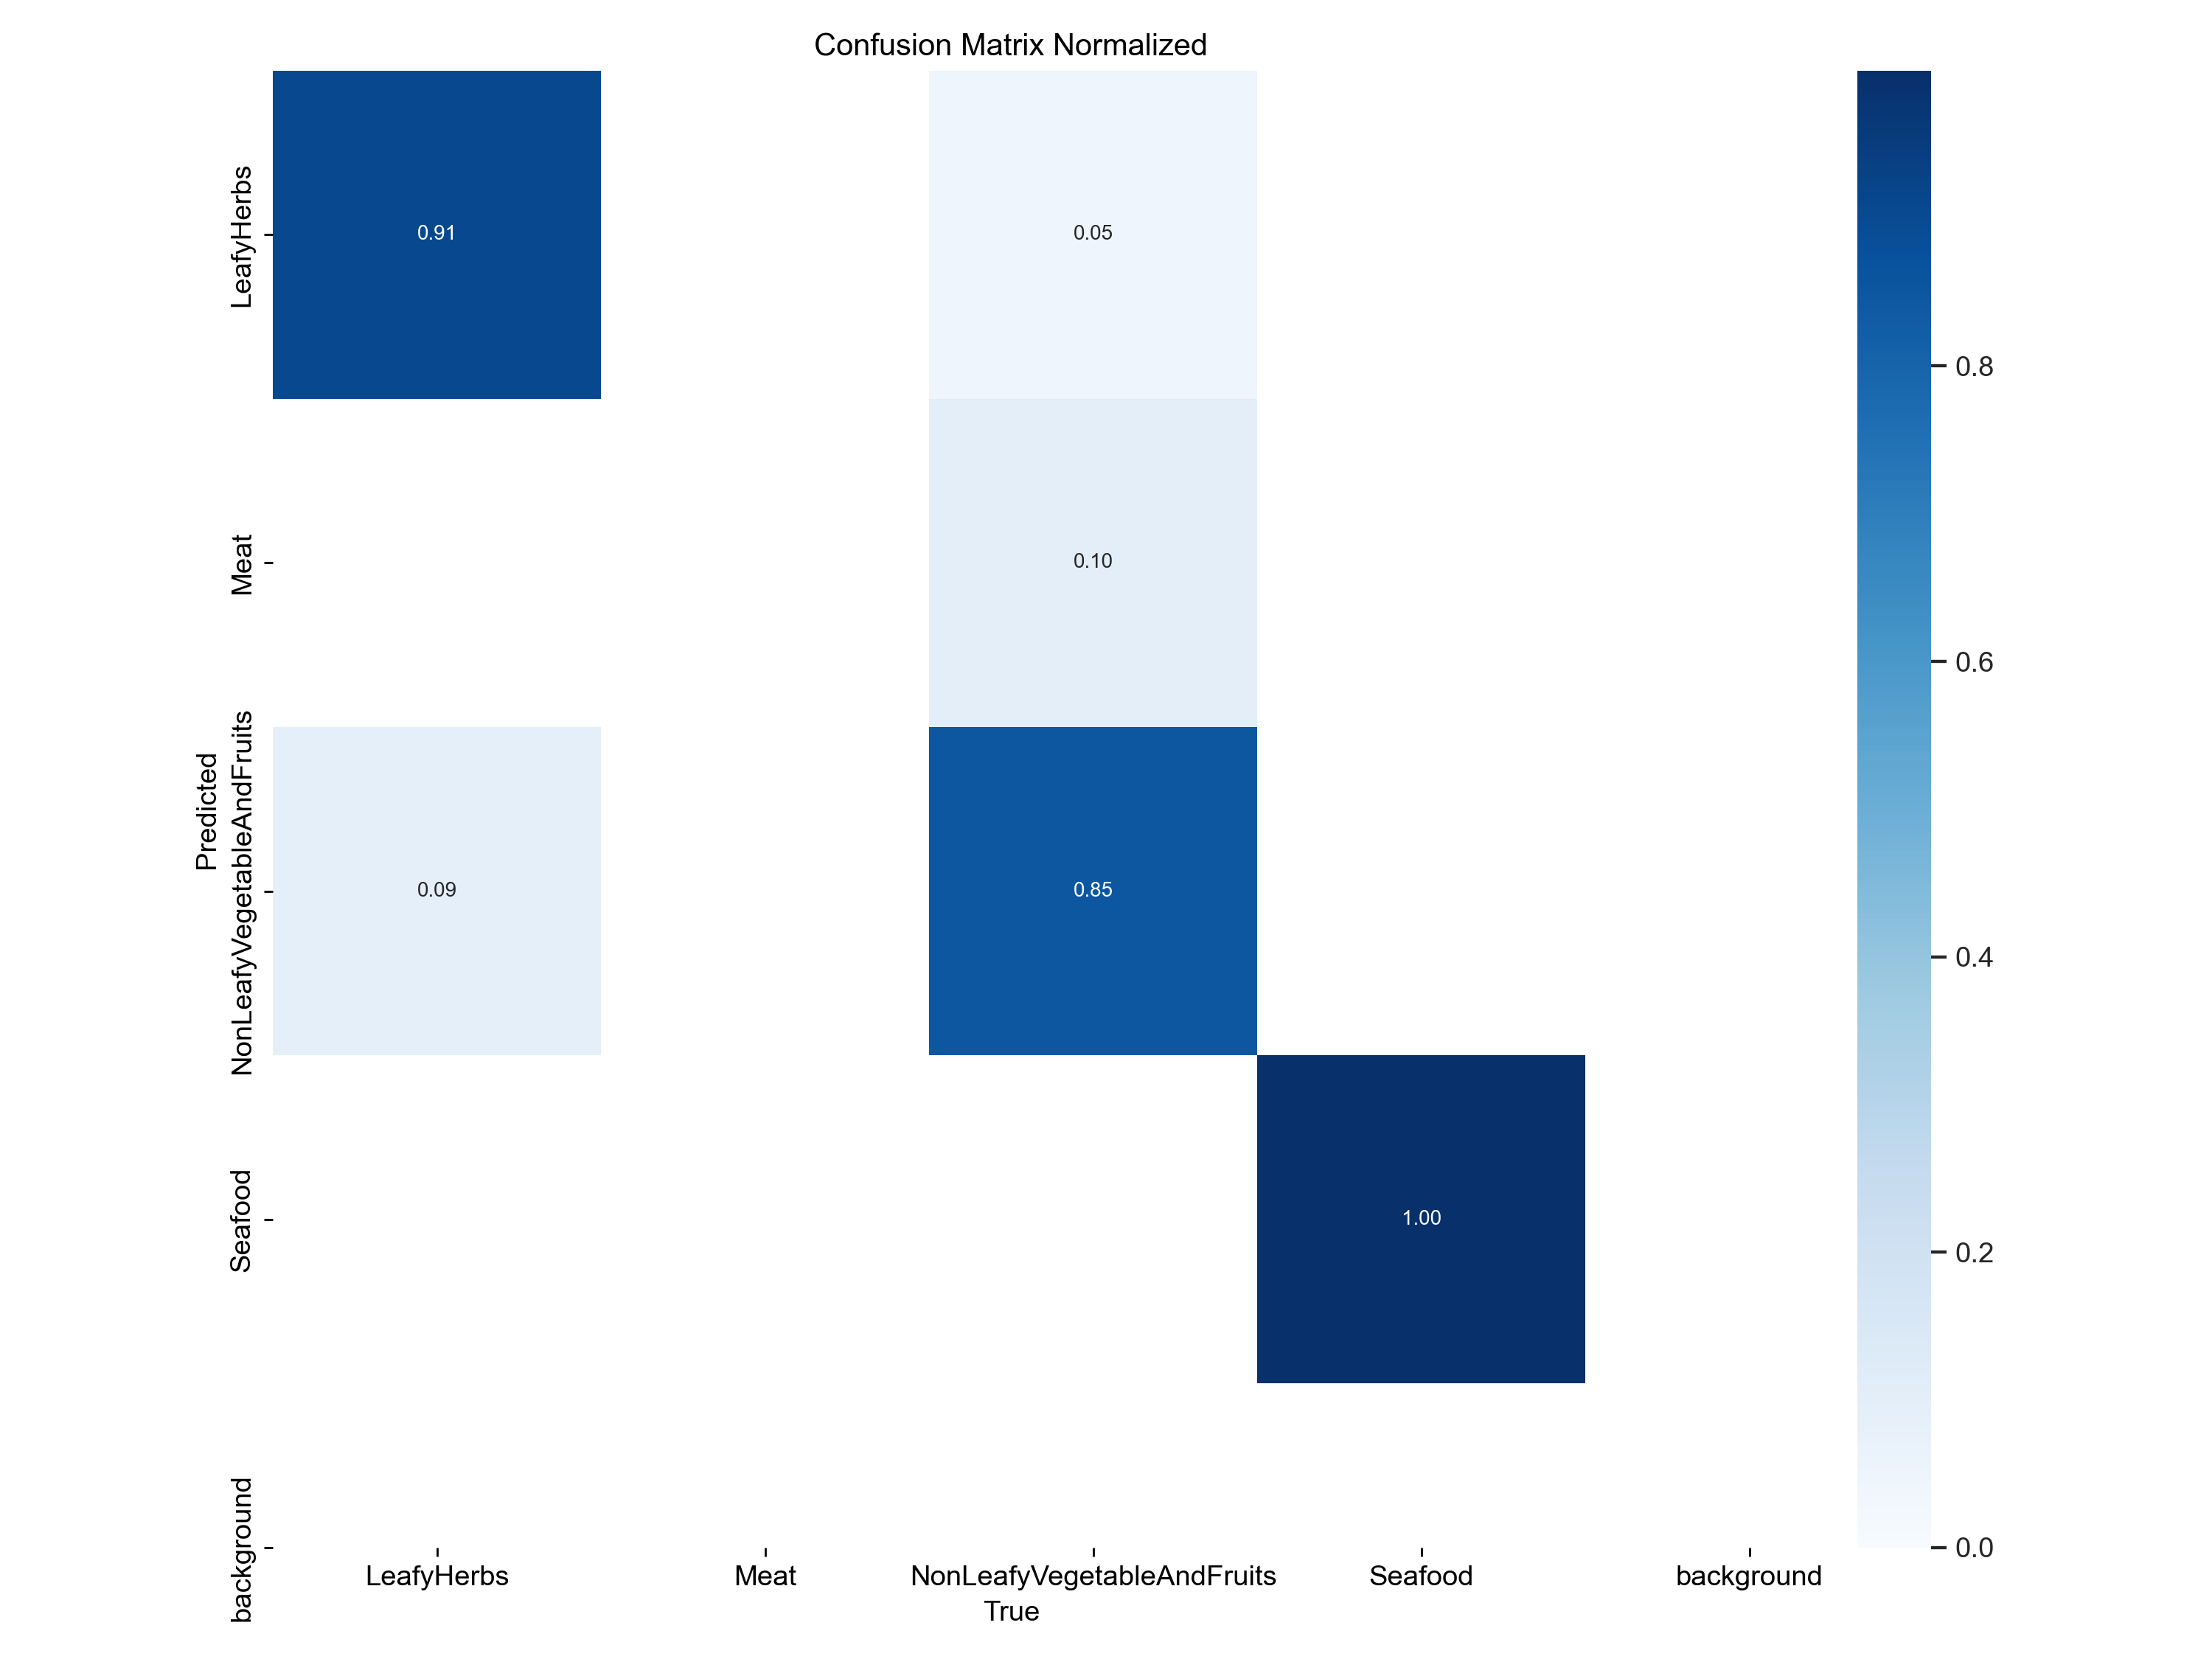 Confusion Matrix Normalized
LeafyHerbs
0.91
0.05
0.8
Meat
0.10
0.6
Predicted
NonLeafyVegetableAndFruits
0.09
0.85
0.4
Seafood
1.00
0.2
background
0.0
LeafyHerbs
Meat
NonLeafyVegetableAndFruits
Seafood
background
True